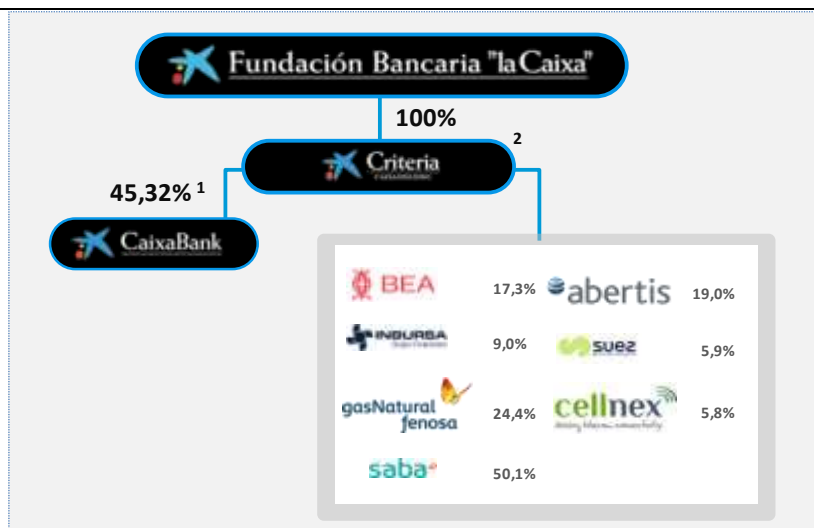 Fundación Bancaria "la Caixa"
100%
Criteria
2
45,32% 1
CaixaBank
BEA
17,3%
abertis
19,0%
INBURSA
9,0%
suez
5,9%
gasNatural
fenosa
24,4%
cellnex
5,8%
saba
50,1%